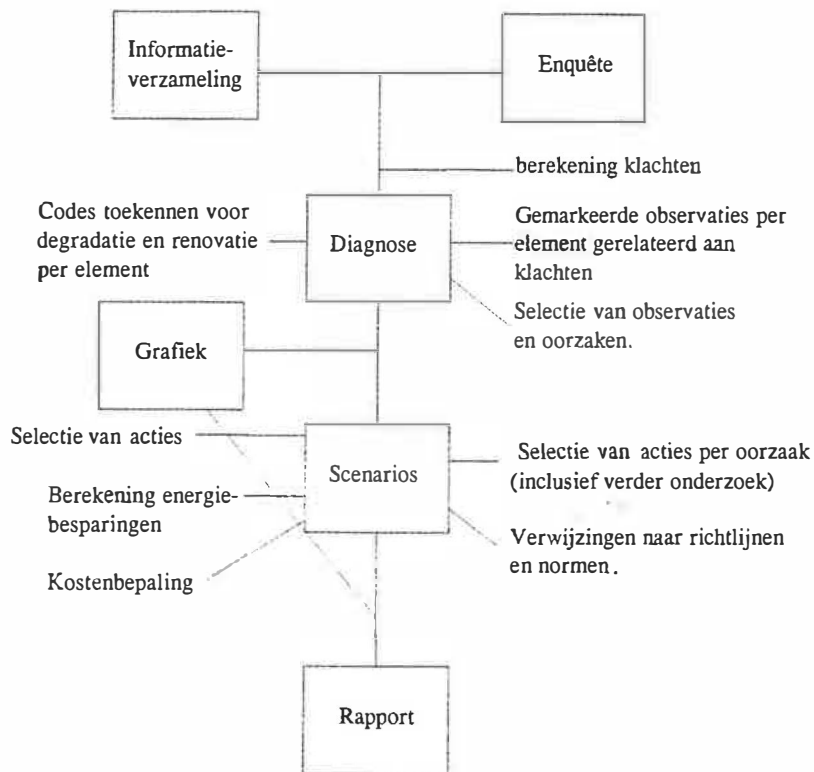 Informatie-
verzameling
Enquête
berekening klachten
Codes toekennen voor
degradatie en renovatie
per element
Diagnose
Gemarkeerde observaties per
element gerelateerd aan
klachten
Selectie van observaties
en oorzaken.
Grafiek
Selectie van acties
Scenarios
Selectie van acties per oorzaak
(inclusief verder onderzoek)
Berekening energie-
besparingen
Verwijzingen naar richtlijnen
en normen.
Kostenbepaling
Rapport